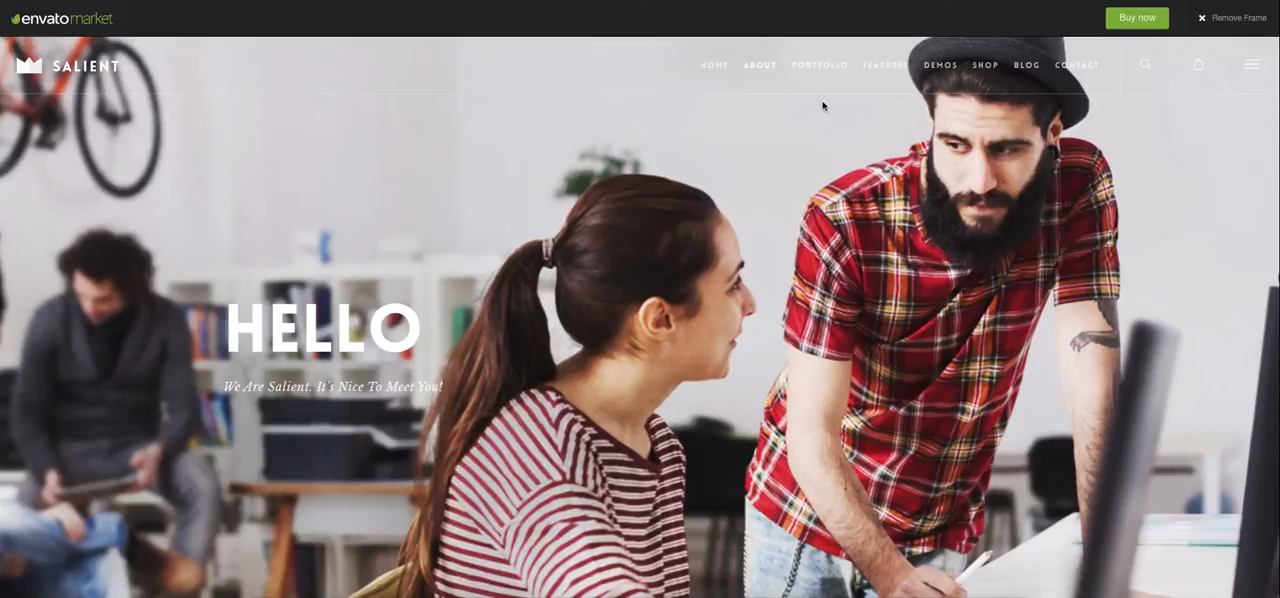 envatomarket
Buy now
Remove Frame
SALIENT
HOME ABOUT PORTFOLIO FEATURES DEMOS SHOP BLOG CONTACT
HELLO
We Are Salient. It's Nice To Meet You!